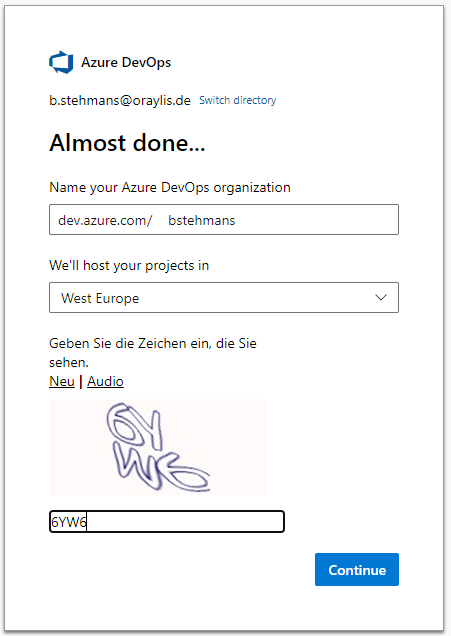 Azure DevOps
b.stehmans@oraylis.de Switch directory
Almost done...
Name your Azure DevOps organization
dev.azure.com/ bstehmans
We'll host your projects in
West Europe
Geben Sie die Zeichen ein, die Sie
sehen.
Neu | Audio
6YW6
Continue